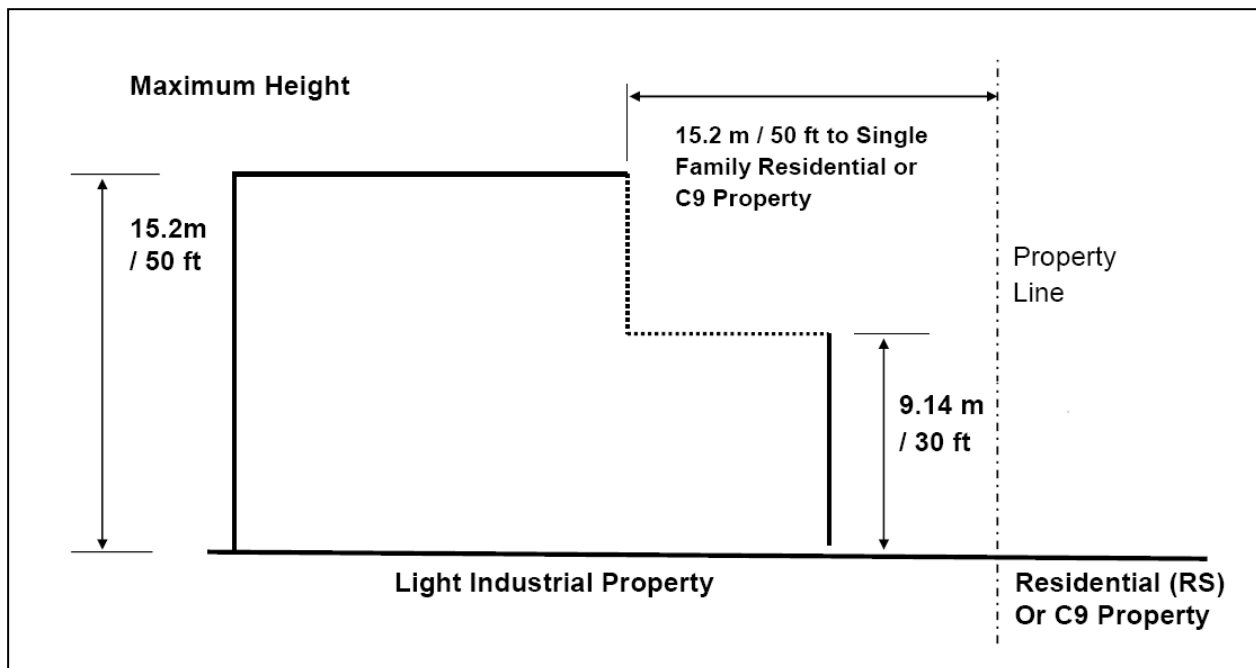 Maximum Height
15.2 m / 50 ft to Single
Family Residential or
C9 Property
15.2m
/ 50 ft
Property
Line
9.14 m
/ 30 ft
Light Industrial Property
Residential (RS)
Or C9 Property